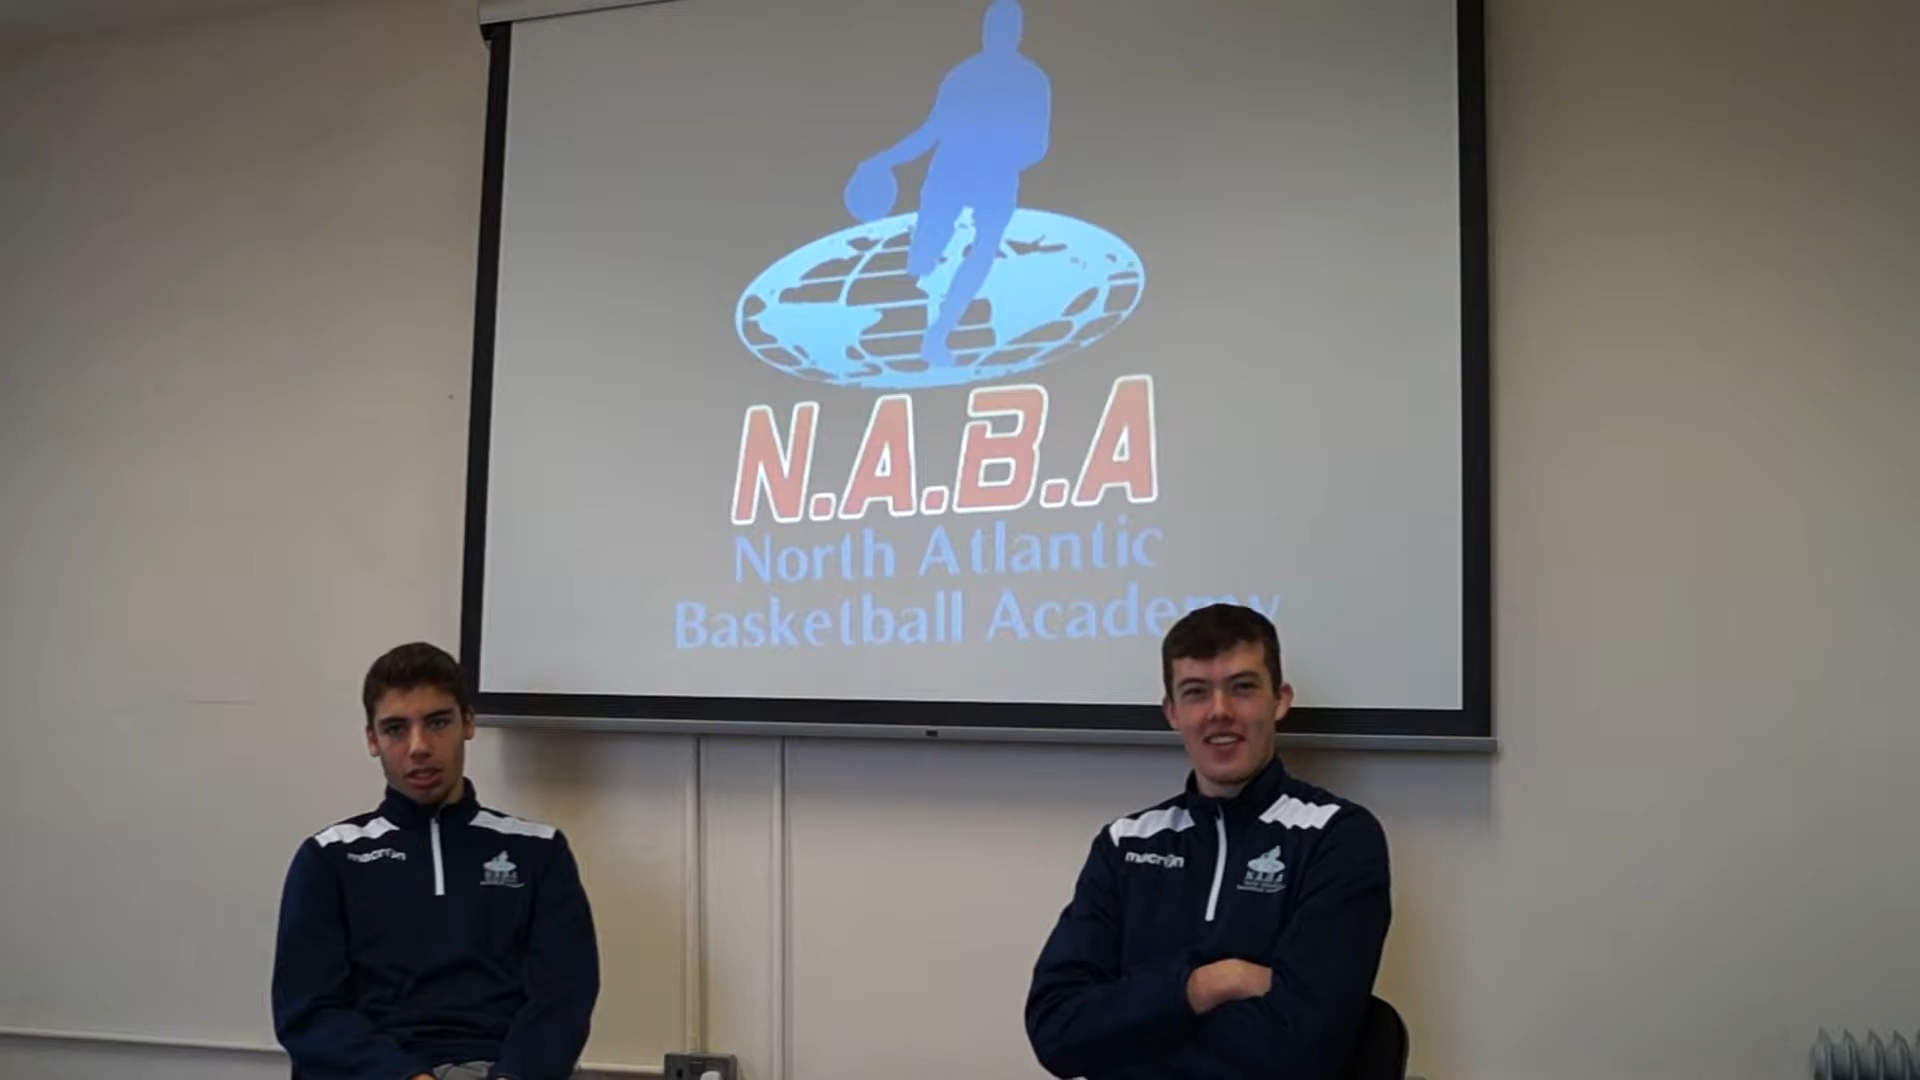 N.A.B.A
North Atlantic
Basketball Academy
macron
macron
N.A.B.A